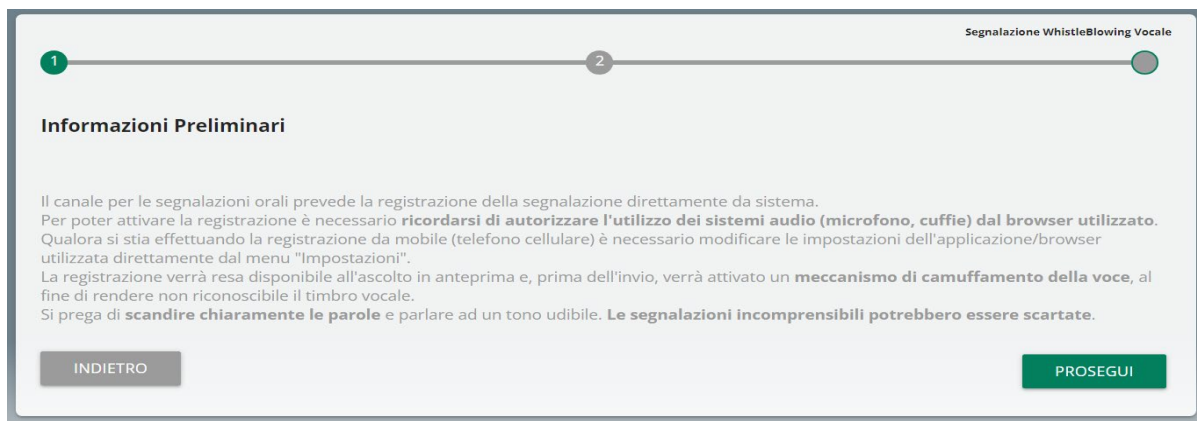 Segnalazione WhistleBlowing Vocale
1
2
Informazioni Preliminari
Il canale per le segnalazioni orali prevede la registrazione della segnalazione direttamente da sistema.
Per poter attivare la registrazione è necessario ricordarsi di autorizzare l'utilizzo dei sistemi audio (microfono, cuffie) dal browser utilizzato.
Qualora si stia effettuando la registrazione da mobile (telefono cellulare) è necessario modificare le impostazioni dell'applicazione/browser
utilizzata direttamente dal menu "Impostazioni".
La registrazione verrà resa disponibile all'ascolto in anteprima e, prima dell'invio, verrà attivato un meccanismo di camuffamento della voce, al
fine di rendere non riconoscibile il timbro vocale.
Si prega di scandire chiaramente le parole e parlare ad un tono udibile. Le segnalazioni incomprensibili potrebbero essere scartate.
INDIETRO
PROSEGUI